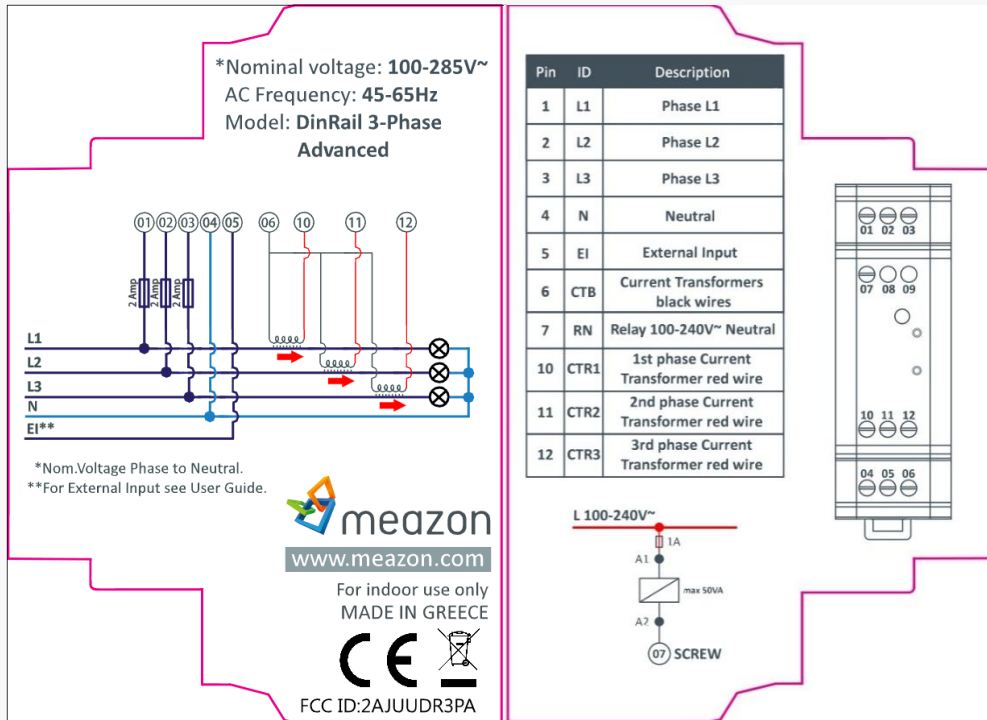 *Nominal voltage: 100-285V~
AC Frequency: 45-65Hz
Model: DinRail 3-Phase
Advanced
01 02 03 04 05 06 10 11 12
2 Amp 2 Amp 2 Amp
L1
L2
L3
N
EI**
*Nom.Voltage Phase to Neutral.
**For External Input see User Guide.
meazon
www.meazon.com
For indoor use only
MADE IN GREECE
CE
FCC ID:2AJUUDR3PA
Pin ID Description
1 L1 Phase L1
2 L2 Phase L2
3 L3 Phase L3
4 N Neutral
5 EI External Input
6 CTB Current Transformers
black wires
7 RN Relay 100-240V~ Neutral
10 CTR1 1st phase Current
Transformer red wire
11 CTR2 2nd phase Current
Transformer red wire
12 CTR3 3rd phase Current
Transformer red wire
L 100-240V~
1A
A1
max 50VA
A2
07 SCREW
01 02 03
07 08 09
10 11 12
04 05 06